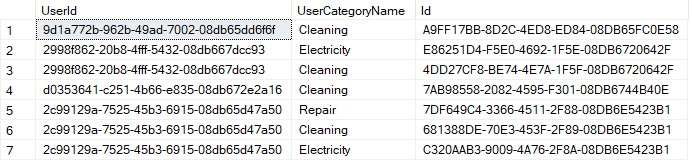 UserId UserCategoryName Id
1 9d1a772b-962b-49ad-7002-08db65dd6f6f Cleaning A9FF17BB-8D2C-4ED8-ED84-08DB65FC0E58
2 2998f862-20b8-4fff-5432-08db667dcc93 Electricity E86251D4-F5E0-4692-1F5E-08DB6720642F
3 2998f862-20b8-4fff-5432-08db667dcc93 Cleaning 4DD27CF8-BE74-4E7A-1F5F-08DB6720642F
4 d0353641-c251-4b66-e835-08db672e2a16 Cleaning 7AB98558-2082-4595-F301-08DB6744B40E
5 2c99129a-7525-45b3-6915-08db65d47a50 Repair 7DF649C4-3366-4511-2F88-08DB6E5423B1
6 2c99129a-7525-45b3-6915-08db65d47a50 Cleaning 681388DE-70E3-453F-2F89-08DB6E5423B1
7 2c99129a-7525-45b3-6915-08db65d47a50 Electricity C320AAB3-9009-4A76-2F8A-08DB6E5423B1